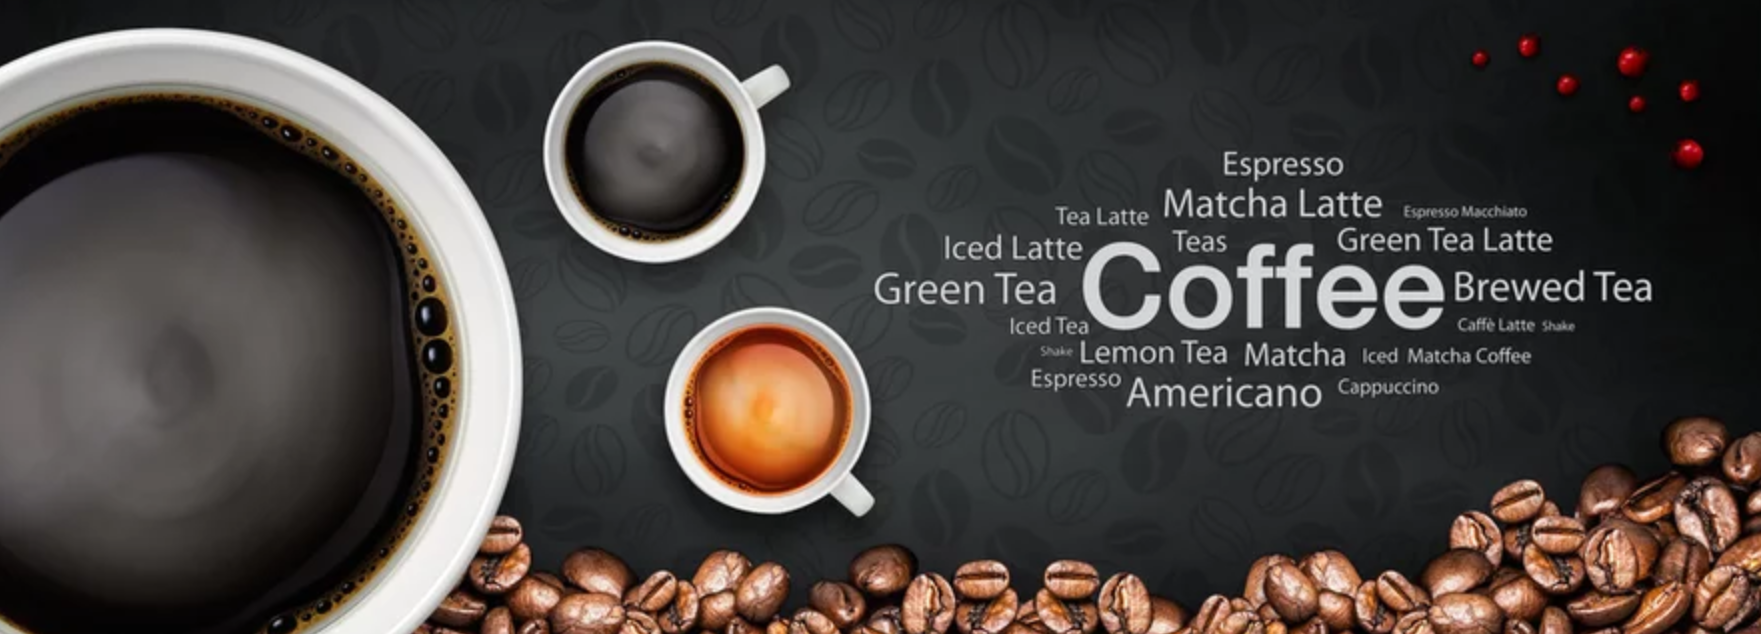 Espresso
Tea Latte Matcha Latte Espresso Macchiato
Iced Latte Teas Green Tea Latte
Green Tea Coffee Brewed Tea
Iced Tea Caffè Latte Shake
Shake Lemon Tea Matcha Iced Matcha Coffee
Espresso Americano Cappuccino